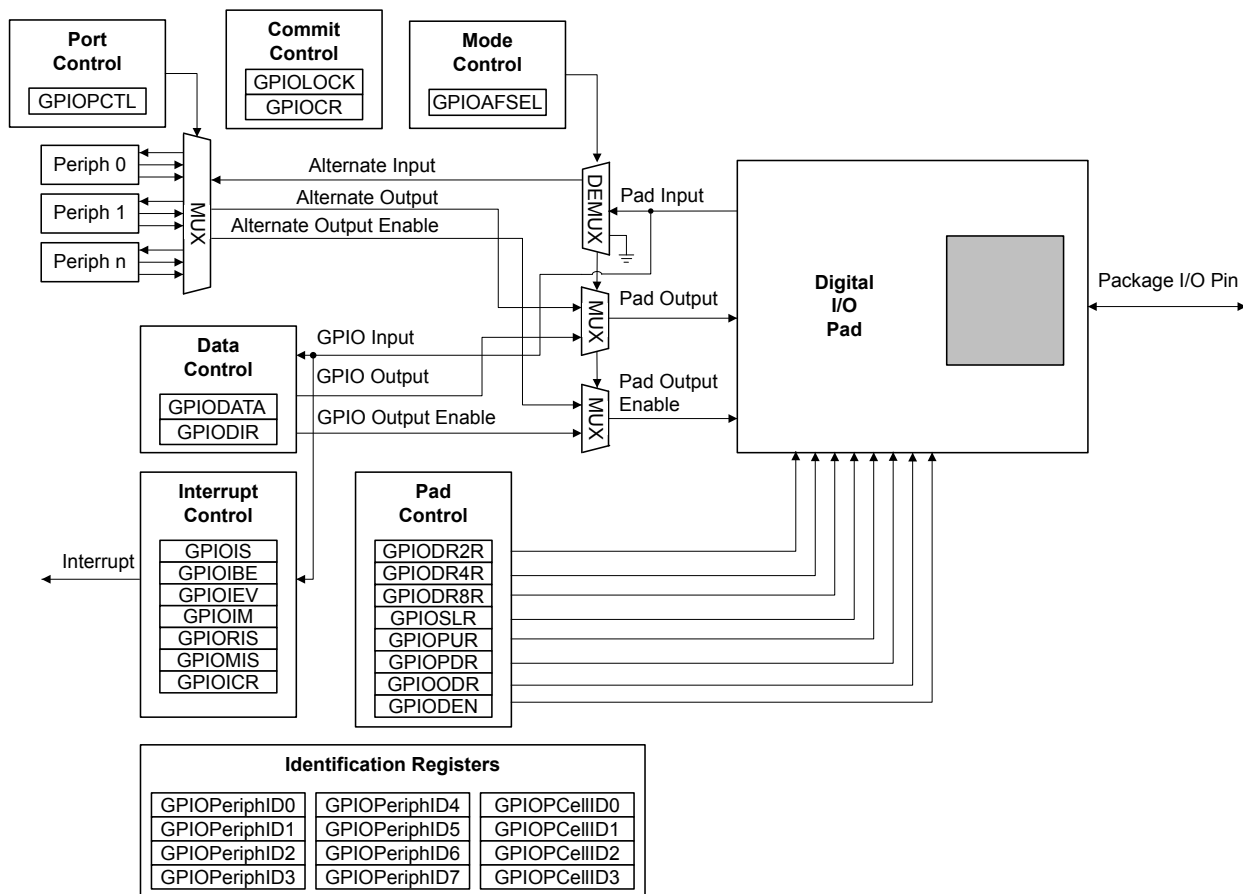 Port
Control
GPIOPCTL
Commit
Control
GPIOLOCK
GPIOCR
Mode
Control
GPIOAFSEL
Periph 0
Periph 1
Periph n
MUX
Alternate Input
Alternate Output
Alternate Output Enable
DEMUX
Pad Input
MUX
Pad Output
MUX
Pad Output
Enable
Digital
I/O
Pad
Package I/O Pin
Data
Control
GPIODATA
GPIODIR
GPIO Input
GPIO Output
GPIO Output Enable
Interrupt
Control
GPIOIS
GPIOIBE
GPIOIEV
GPIOIM
GPIORIS
GPIOMIS
GPIOICR
Interrupt
Pad
Control
GPIODR2R
GPIODR4R
GPIODR8R
GPIOSLR
GPIOPUR
GPIOPDR
GPIOODR
GPIODEN
Identification Registers
GPIOPeriphID0
GPIOPeriphID1
GPIOPeriphID2
GPIOPeriphID3
GPIOPeriphID4
GPIOPeriphID5
GPIOPeriphID6
GPIOPeriphID7
GPIOPCellID0
GPIOPCellID1
GPIOPCellID2
GPIOPCellID3